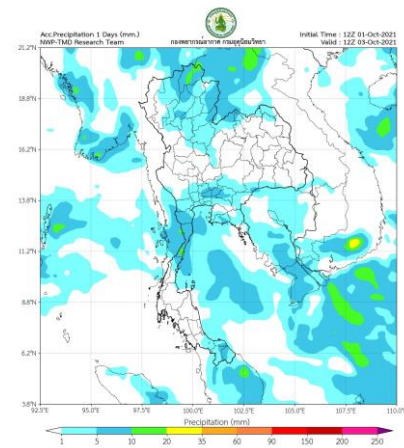 Acc.Precipitation 1 Days (mm.)
NWP-TMD Research Team
กองพยากรณ์อากาศ กรมอุตุนิยมวิทยา
Initial Time : 12Z 01-Oct-2021
Valid : 12Z 03-Oct-2021
21.2°N
18.8°N
16.2°N
13.8°N
11.2°N
8.8°N
6.2°N
3.8°N
92.5°E 95.0°E 97.5°E 100.0°E 102.5°E 105.0°E 107.5°E 110.0°E
Precipitation (mm)
1 5 10 20 35 60 90 150 200 250